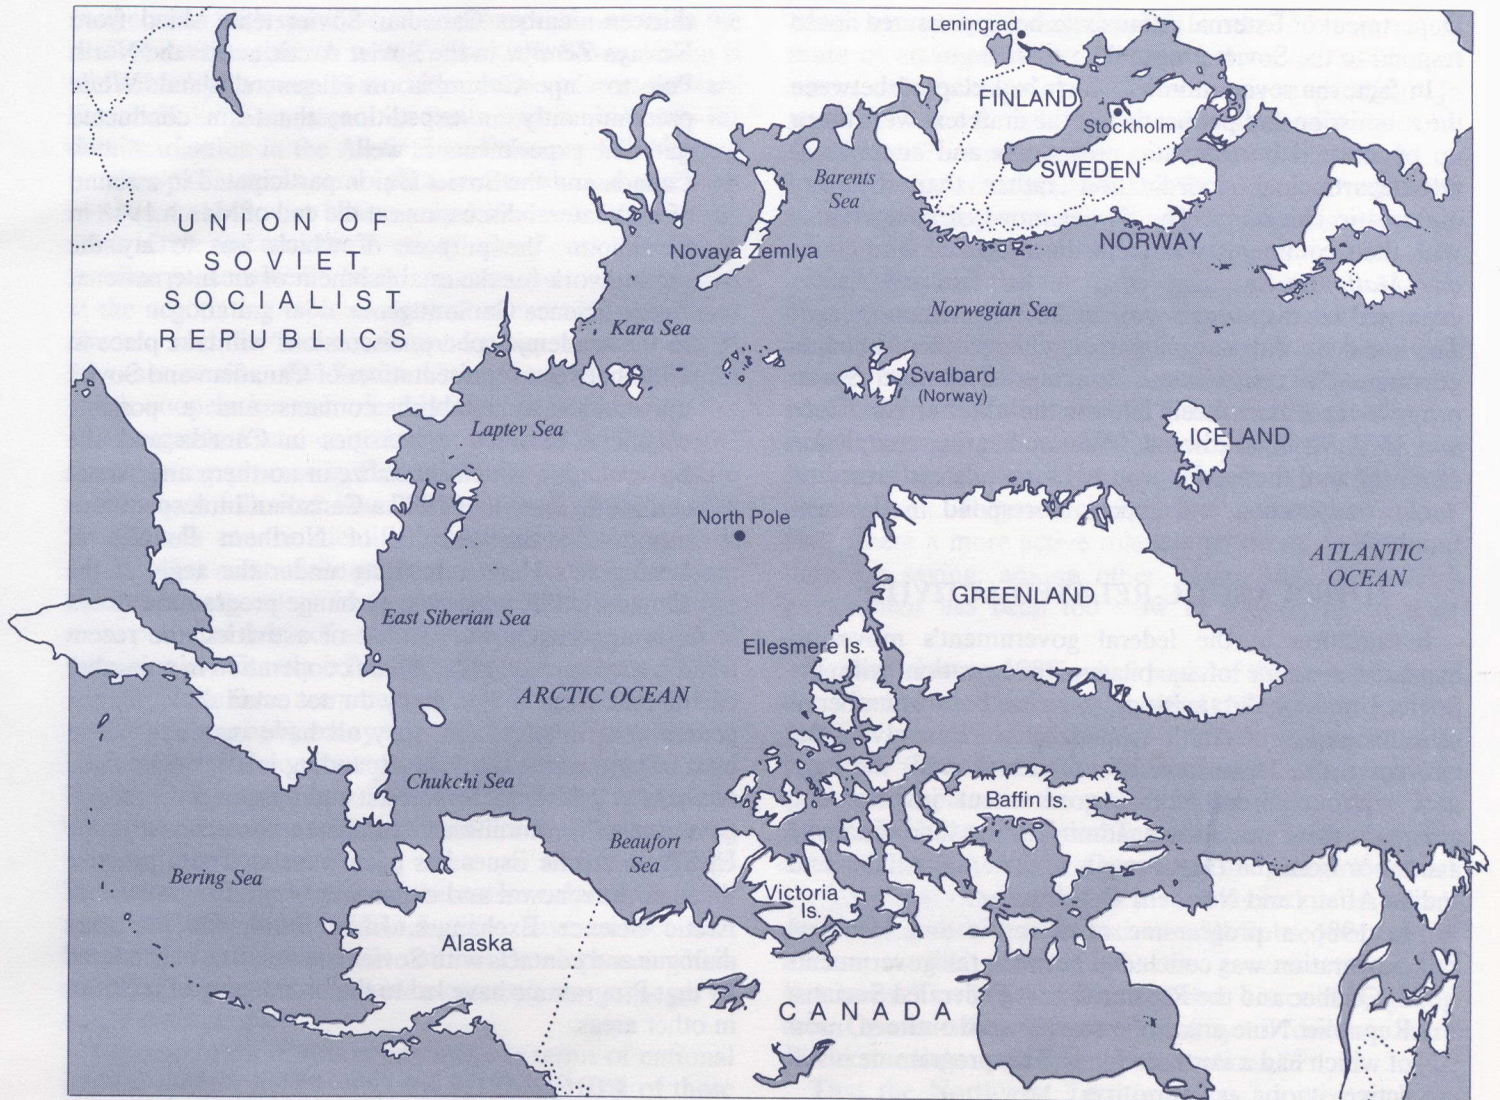 Leningrad
FINLAND
Stockholm
SWEDEN
Barents
Sea
UNION OF
SOVIET
SOCIALIST
REPUBLICS
NORWAY
Novaya Zemlya
Norwegian Sea
Kara Sea
Svalbard
(Norway)
Laptev Sea
ICELAND
North Pole
ATLANTIC
OCEAN
GREENLAND
East Siberian Sea
Ellesmere Is.
ARCTIC OCEAN
Chukchi Sea
Baffin Is.
Beaufort
Sea
Bering Sea
Victoria
Is.
Alaska
CANADA